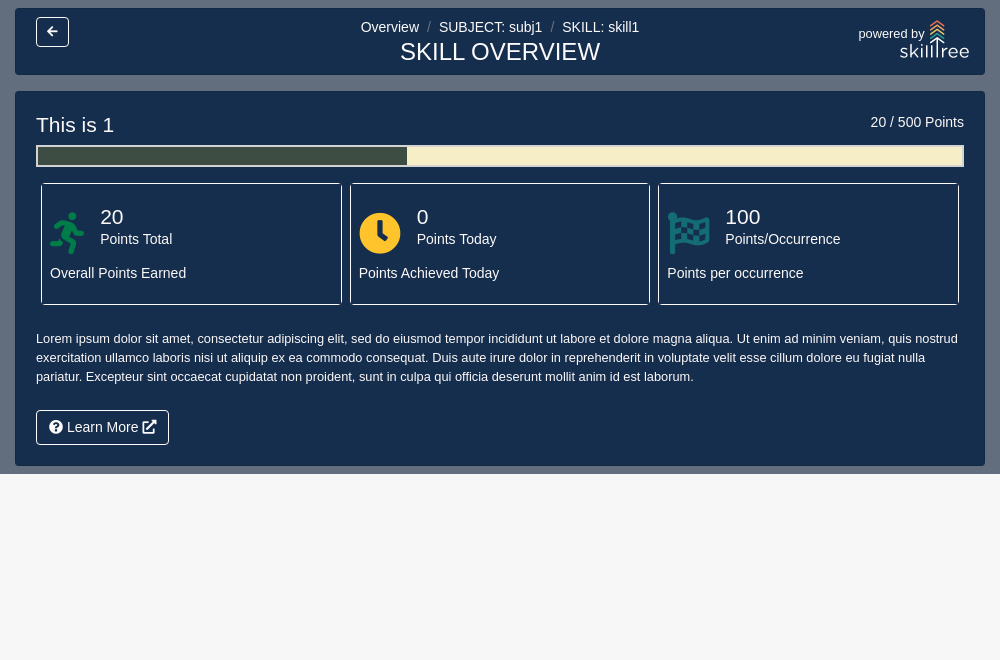 Overview / SUBJECT: subj1 / SKILL: skill1
SKILL OVERVIEW
powered by
skilltree
This is 1
20 / 500 Points
20
Points Total
Overall Points Earned
0
Points Today
Points Achieved Today
100
Points/Occurrence
Points per occurrence
Lorem ipsum dolor sit amet, consectetur adipiscing elit, sed do eiusmod tempor incididunt ut labore et dolore magna aliqua. Ut enim ad minim veniam, quis nostrud
exercitation ullamco laboris nisi ut aliquip ex ea commodo consequat. Duis aute irure dolor in reprehenderit in voluptate velit esse cillum dolore eu fugiat nulla
pariatur. Excepteur sint occaecat cupidatat non proident, sunt in culpa qui officia deserunt mollit anim id est laborum.
Learn More